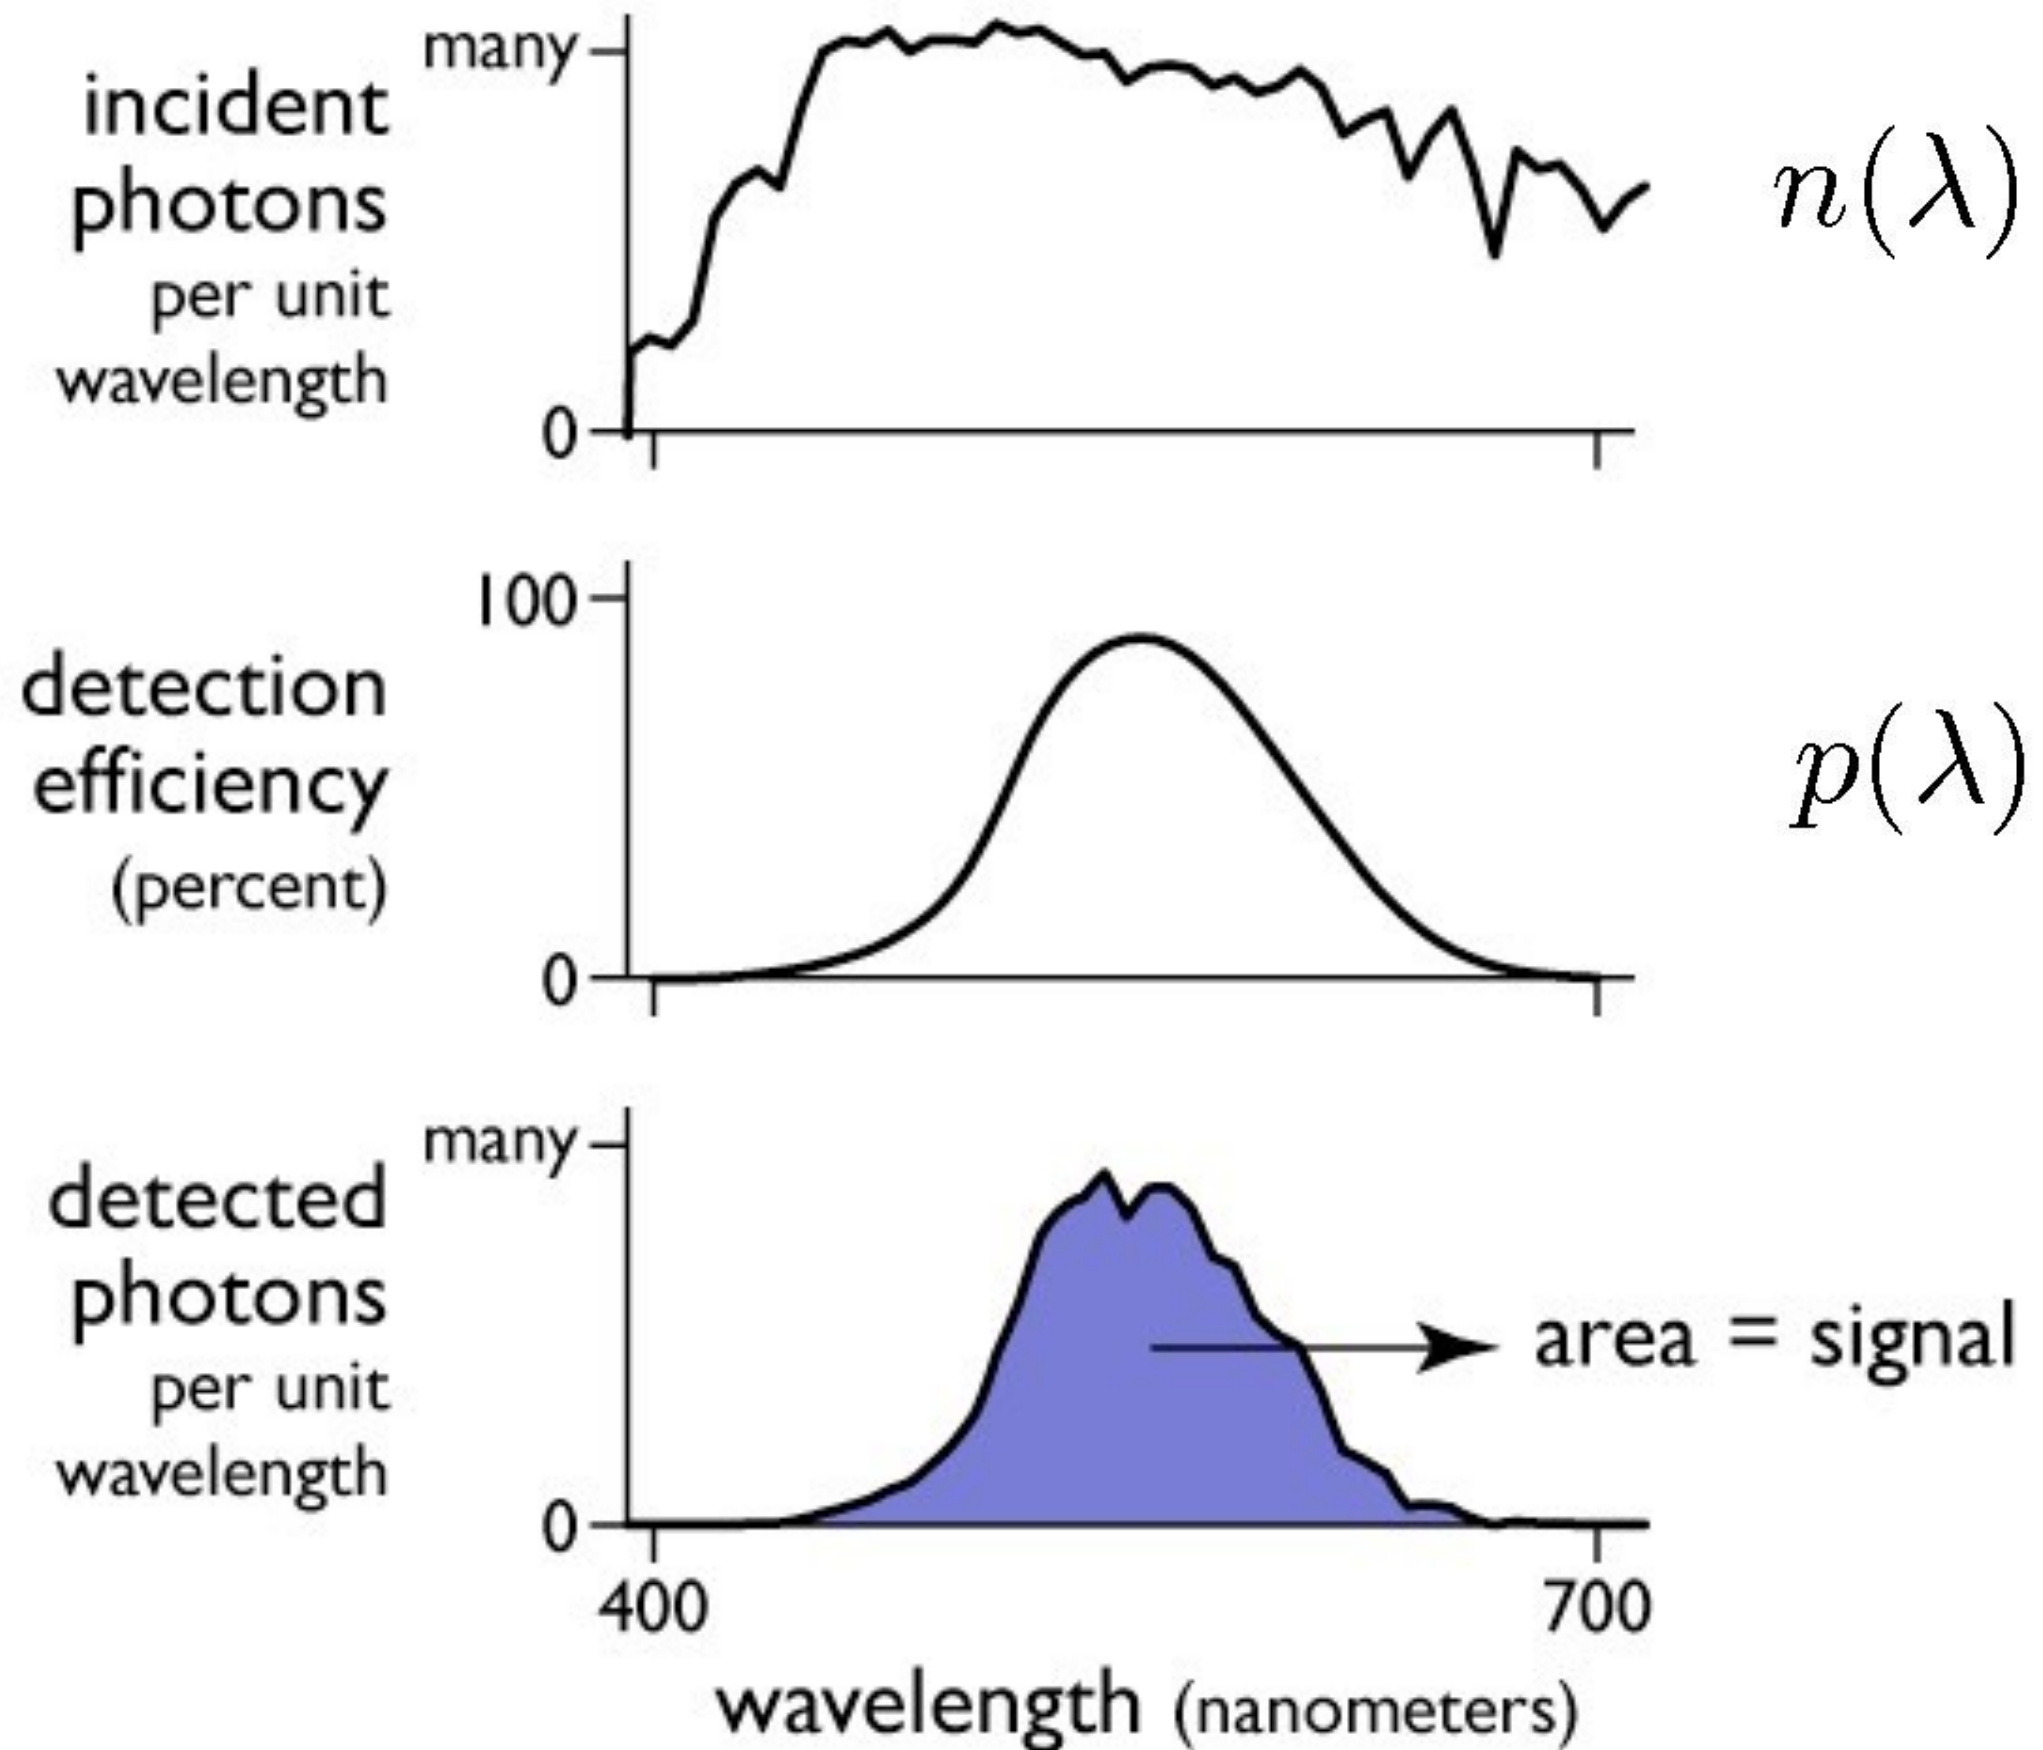 many
incident
photons
per unit
wavelength
0
n(λ)
100
detection
efficiency
(percent)
0
p(λ)
many
detected
photons
per unit
wavelength
0
area = signal
400 700
wavelength (nanometers)